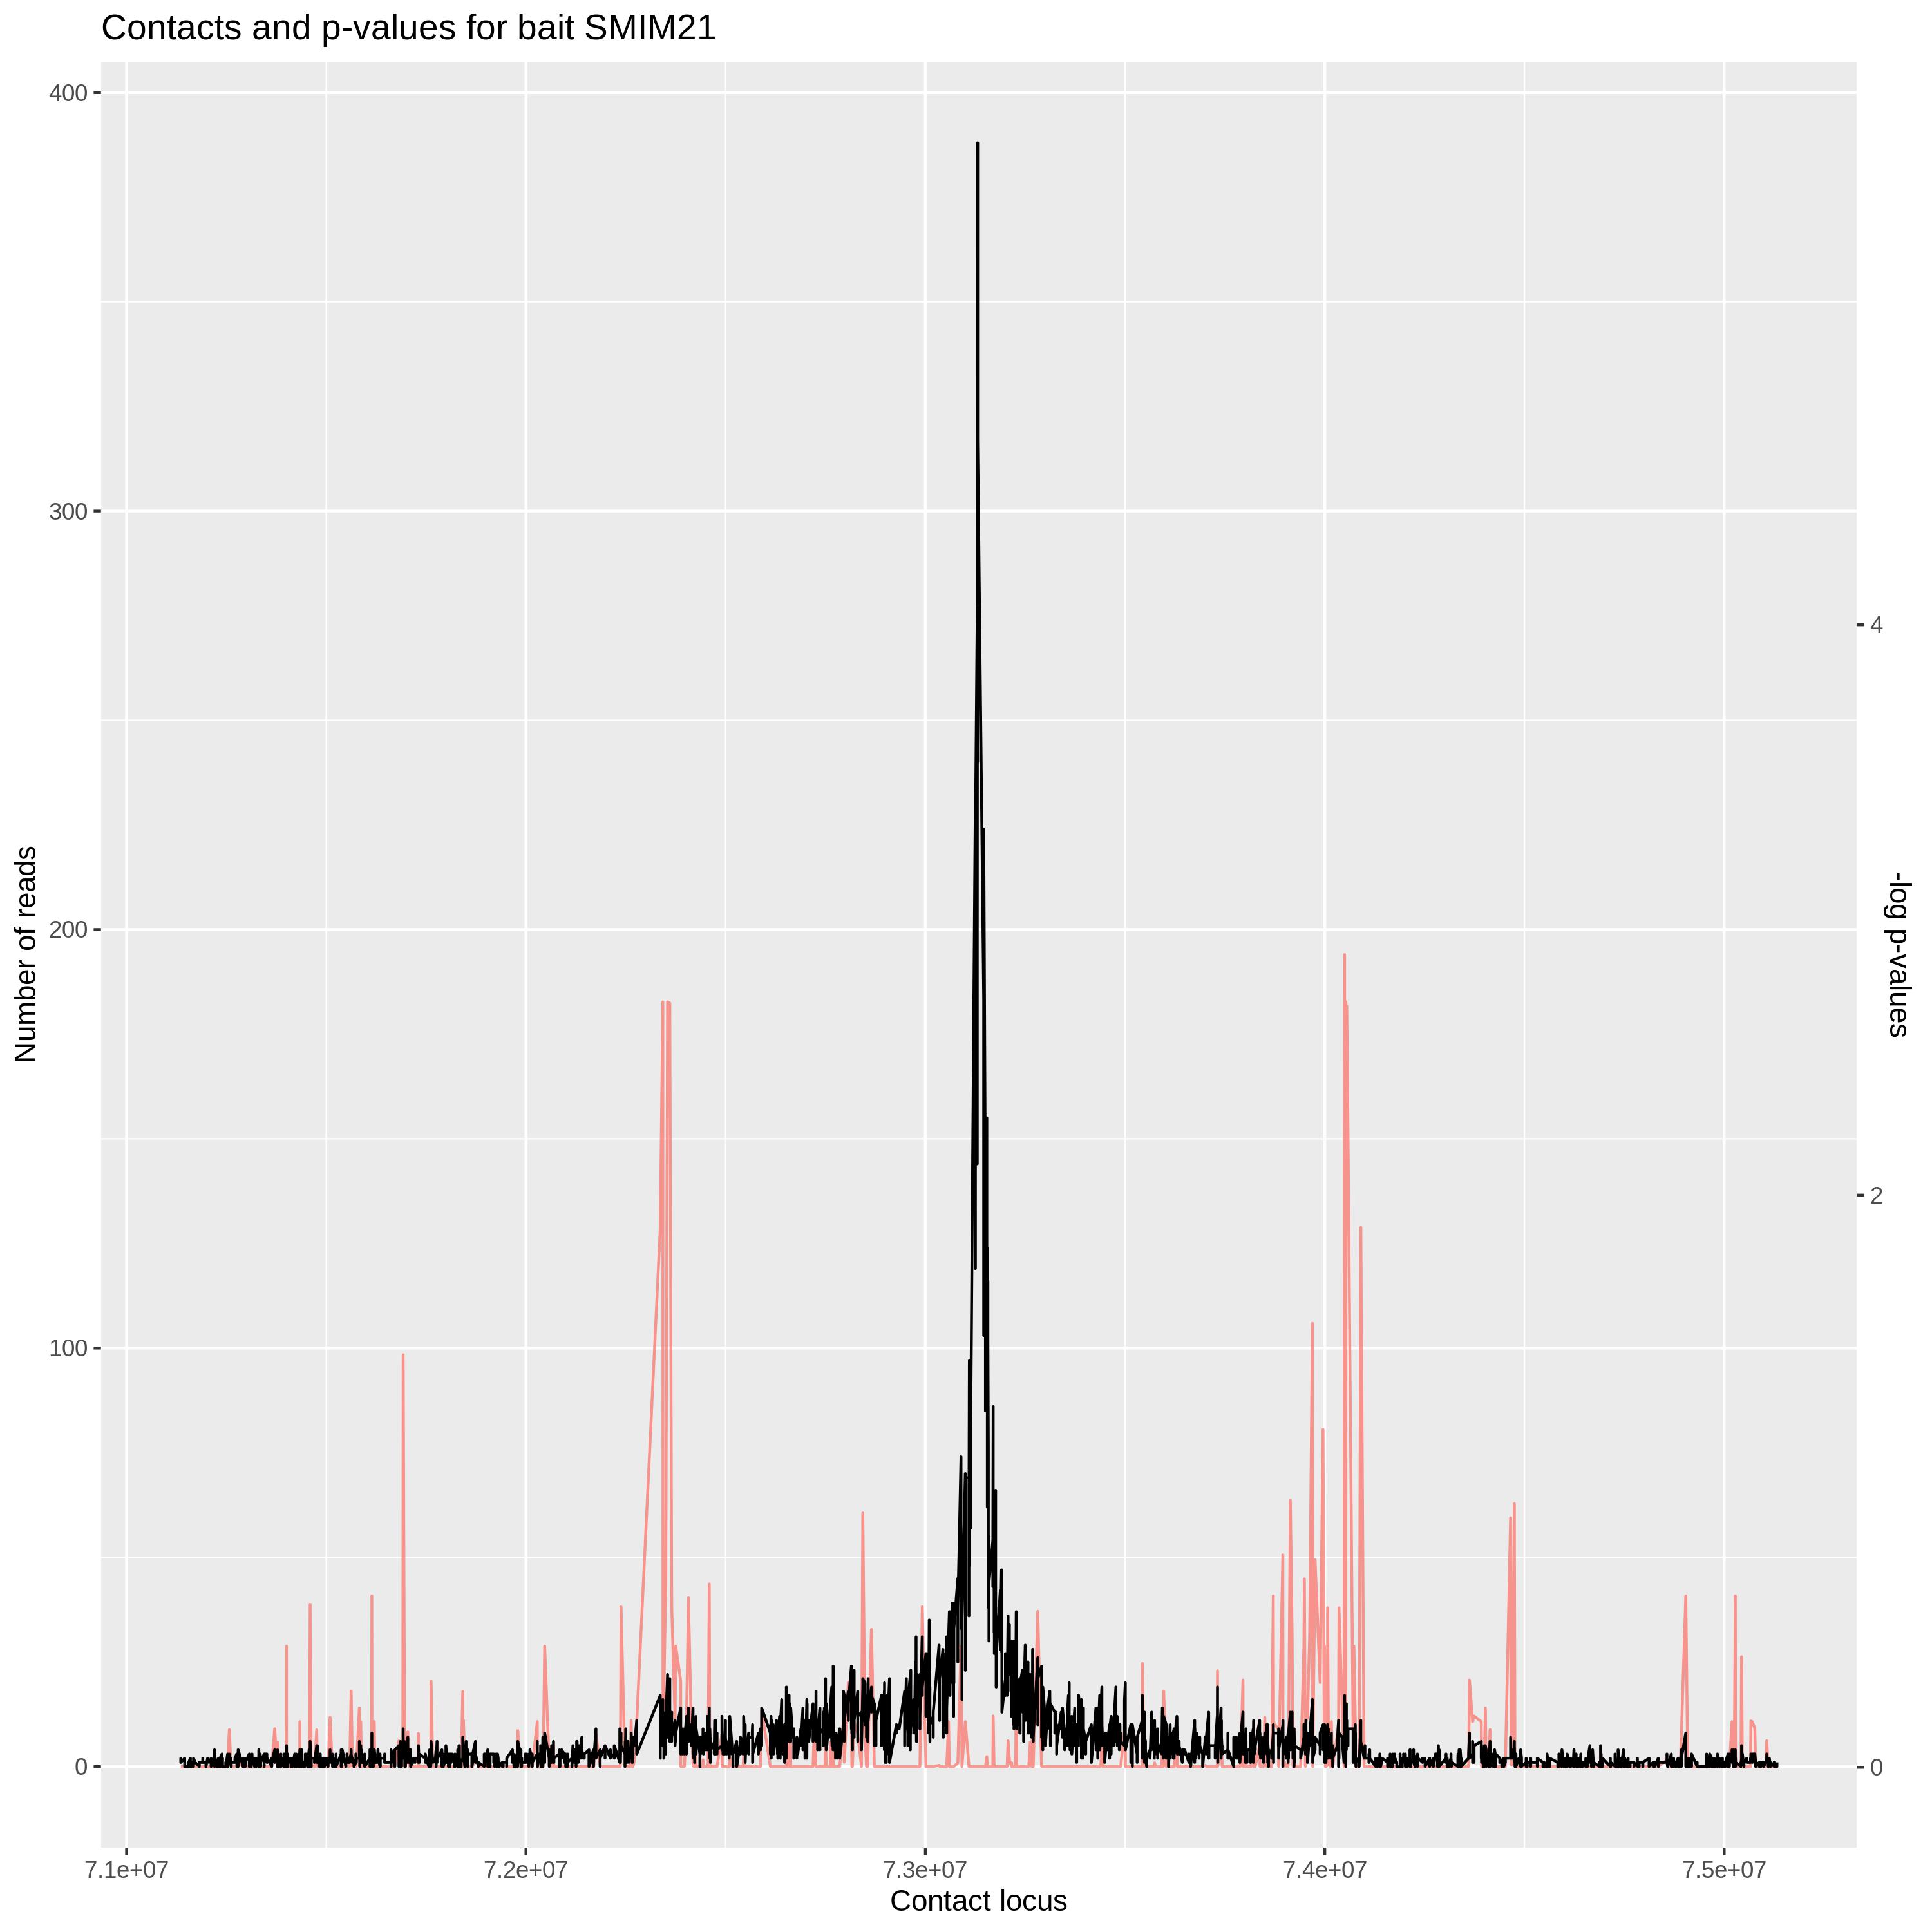 Contacts and p-values for bait SMIM21
400
300
200
100
0
Number of reads
4
2
0
-log p-values
7.1e+07
7.2e+07
7.3e+07
7.4e+07
7.5e+07
Contact locus